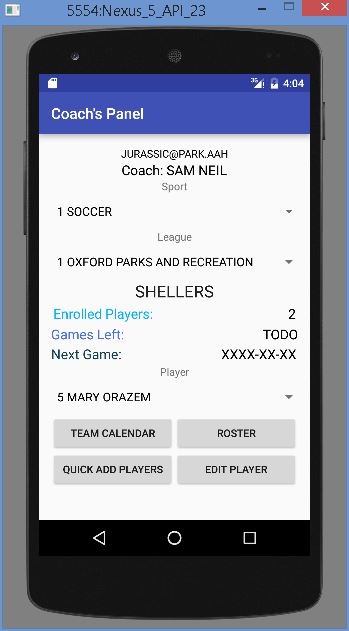 5554:Nexus_5_API_23
3G 4:04
Coach's Panel
JURASSIC@PARK.AAH
Coach: SAM NEIL
Sport
1 SOCCER
League
1 OXFORD PARKS AND RECREATION
SHELLERS
Enrolled Players: 2
Games Left: TODO
Next Game: XXXX-XX-XX
Player
5 MARY ORAZEM
TEAM CALENDAR ROSTER
QUICK ADD PLAYERS EDIT PLAYER